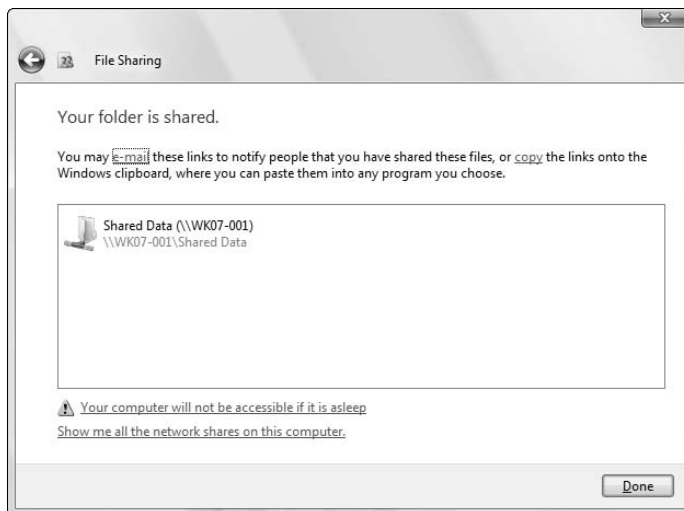 File Sharing
Your folder is shared.
You may e-mail these links to notify people that you have shared these files, or copy the links onto the
Windows clipboard, where you can paste them into any program you choose.
Shared Data (\\WK07-001)
\\WK07-001\Shared Data
Your computer will not be accessible if it is asleep
Show me all the network shares on this computer.
Done